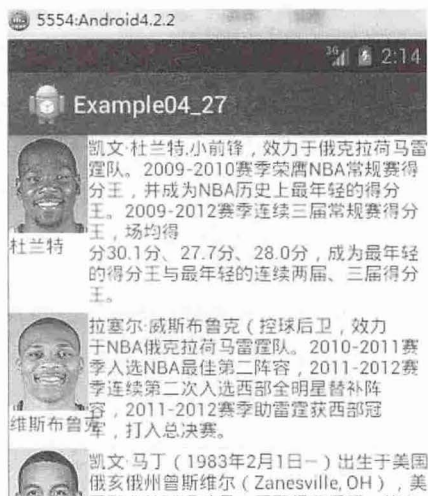 5554:Android4.2.2
3G 2:14
Example04_27
凯文·杜兰特,小前锋，效力于俄克拉荷马雷
霆队。2009-2010赛季荣膺NBA常规赛得
分王，并成为NBA历史上最年轻的得分
王。2009-2012赛季连续三届常规赛得分
王，场均得
分30.1分、27.7分、28.0分，成为最年轻
的得分王与最年轻的连续两届、三届得分
王。
杜兰特
拉塞尔·威斯布鲁克（控球后卫，效力
于NBA俄克拉荷马雷霆队。2010-2011赛
季入选NBA最佳第二阵容，2011-2012赛
季连续第二次入选西部全明星替补阵
容，2011-2012赛季助雷霆获西部冠
军，打入总决赛。
维斯布鲁克
凯文·马丁（1983年2月1日－）出生于美国
俄亥俄州曾斯维尔（Zanesville, OH），美